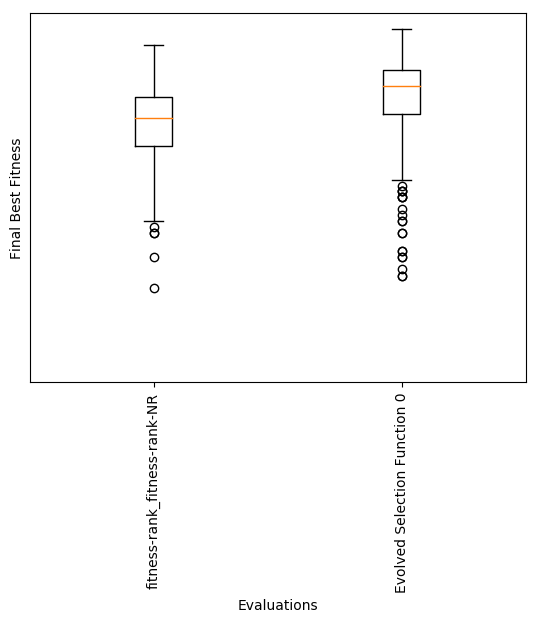 Final Best Fitness
fitness-rank_fitness-rank-NR
Evolved Selection Function 0
Evaluations